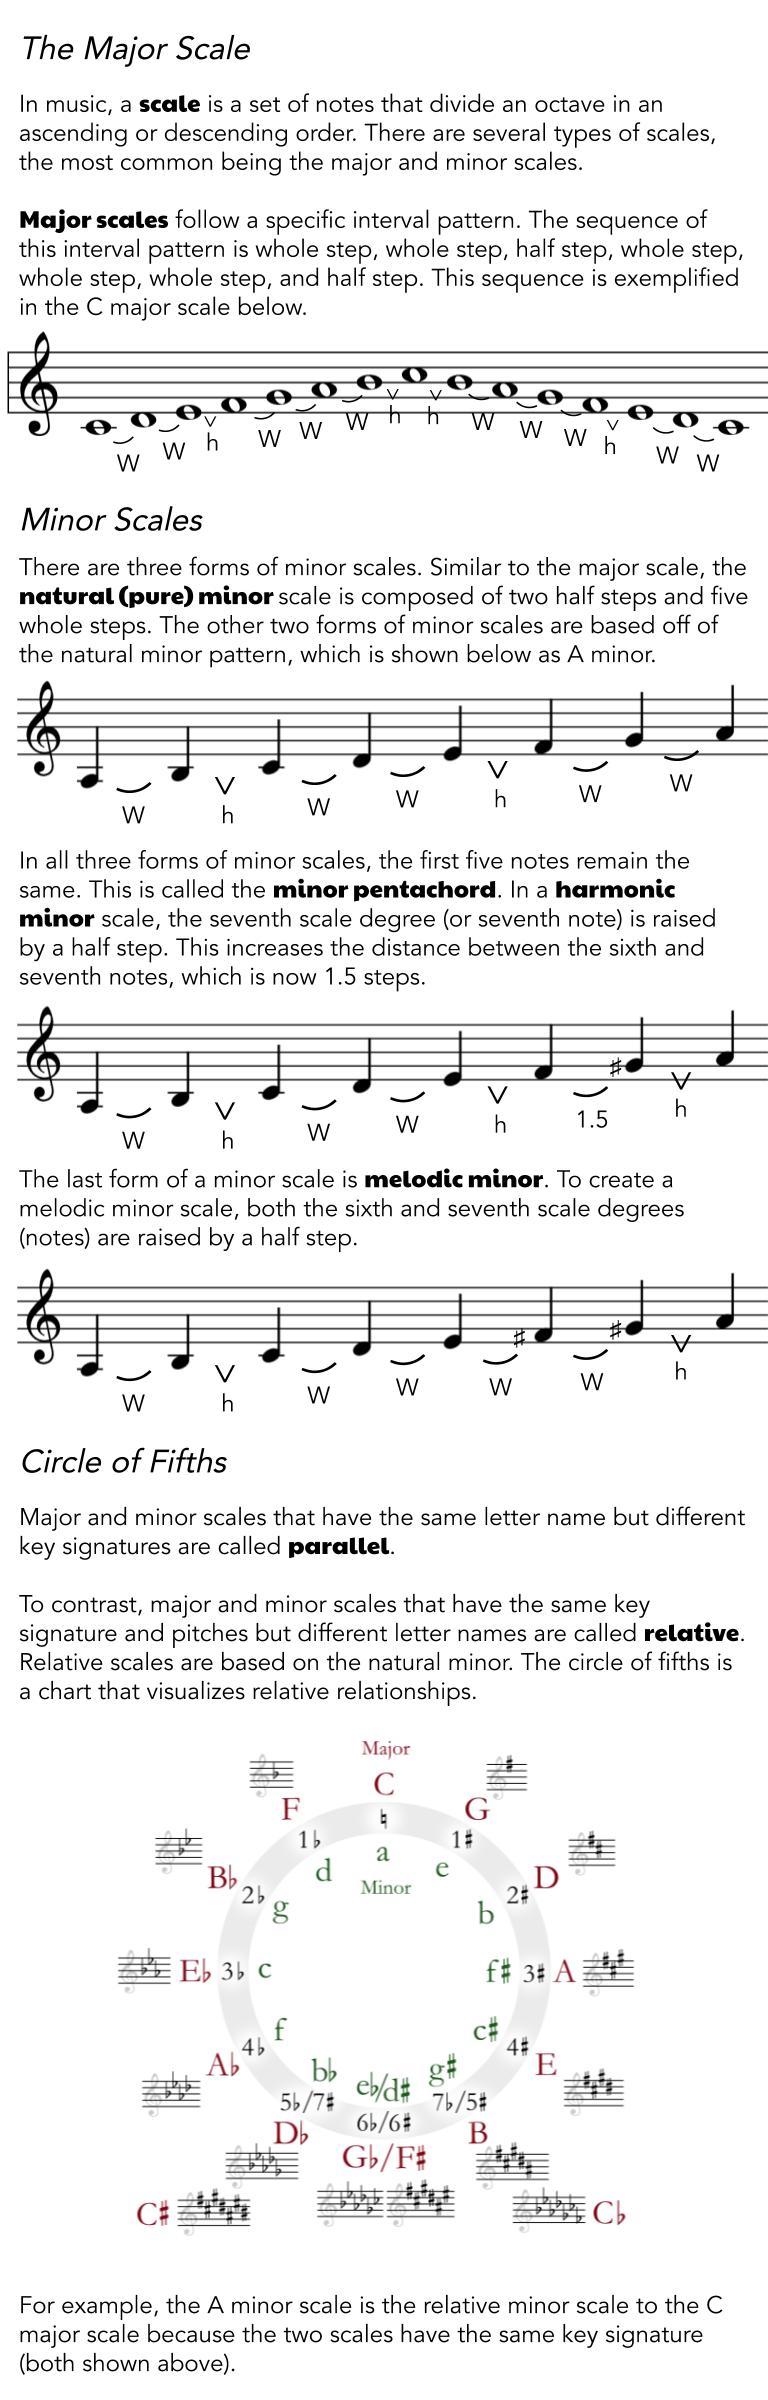 The Major Scale
In music, a scale is a set of notes that divide an octave in an
ascending or descending order. There are several types of scales,
the most common being the major and minor scales.
Major scales follow a specific interval pattern. The sequence of
this interval pattern is whole step, whole step, half step, whole step,
whole step, whole step, and half step. This sequence is exemplified
in the C major scale below.
W W h W W W h h W W W h W W
Minor Scales
There are three forms of minor scales. Similar to the major scale, the
natural (pure) minor scale is composed of two half steps and five
whole steps. The other two forms of minor scales are based off of
the natural minor pattern, which is shown below as A minor.
W h W W h W W
In all three forms of minor scales, the first five notes remain the
same. This is called the minor pentachord. In a harmonic
minor scale, the seventh scale degree (or seventh note) is raised
by a half step. This increases the distance between the sixth and
seventh notes, which is now 1.5 steps.
W h W W h 1.5 h
The last form of a minor scale is melodic minor. To create a
melodic minor scale, both the sixth and seventh scale degrees
(notes) are raised by a half step.
W h W W W W h
Circle of Fifths
Major and minor scales that have the same letter name but different
key signatures are called parallel.
To contrast, major and minor scales that have the same key
signature and pitches but different letter names are called relative.
Relative scales are based on the natural minor. The circle of fifths is
a chart that visualizes relative relationships.
Major
C
F G
♮
1♭ 1♯
a
d e
Minor
B♭ D
2♭ 2♯
g b
E♭ 3♭ c f♯ 3♯ A
f c♯
4♭ 4♯
A♭ E
b♭ g♯
e♭/d♯
5♭/7♯ 7♭/5♯
6♭/6♯
D♭ B
G♭/F♯
C♯ C♭
For example, the A minor scale is the relative minor scale to the C
major scale because the two scales have the same key signature
(both shown above).